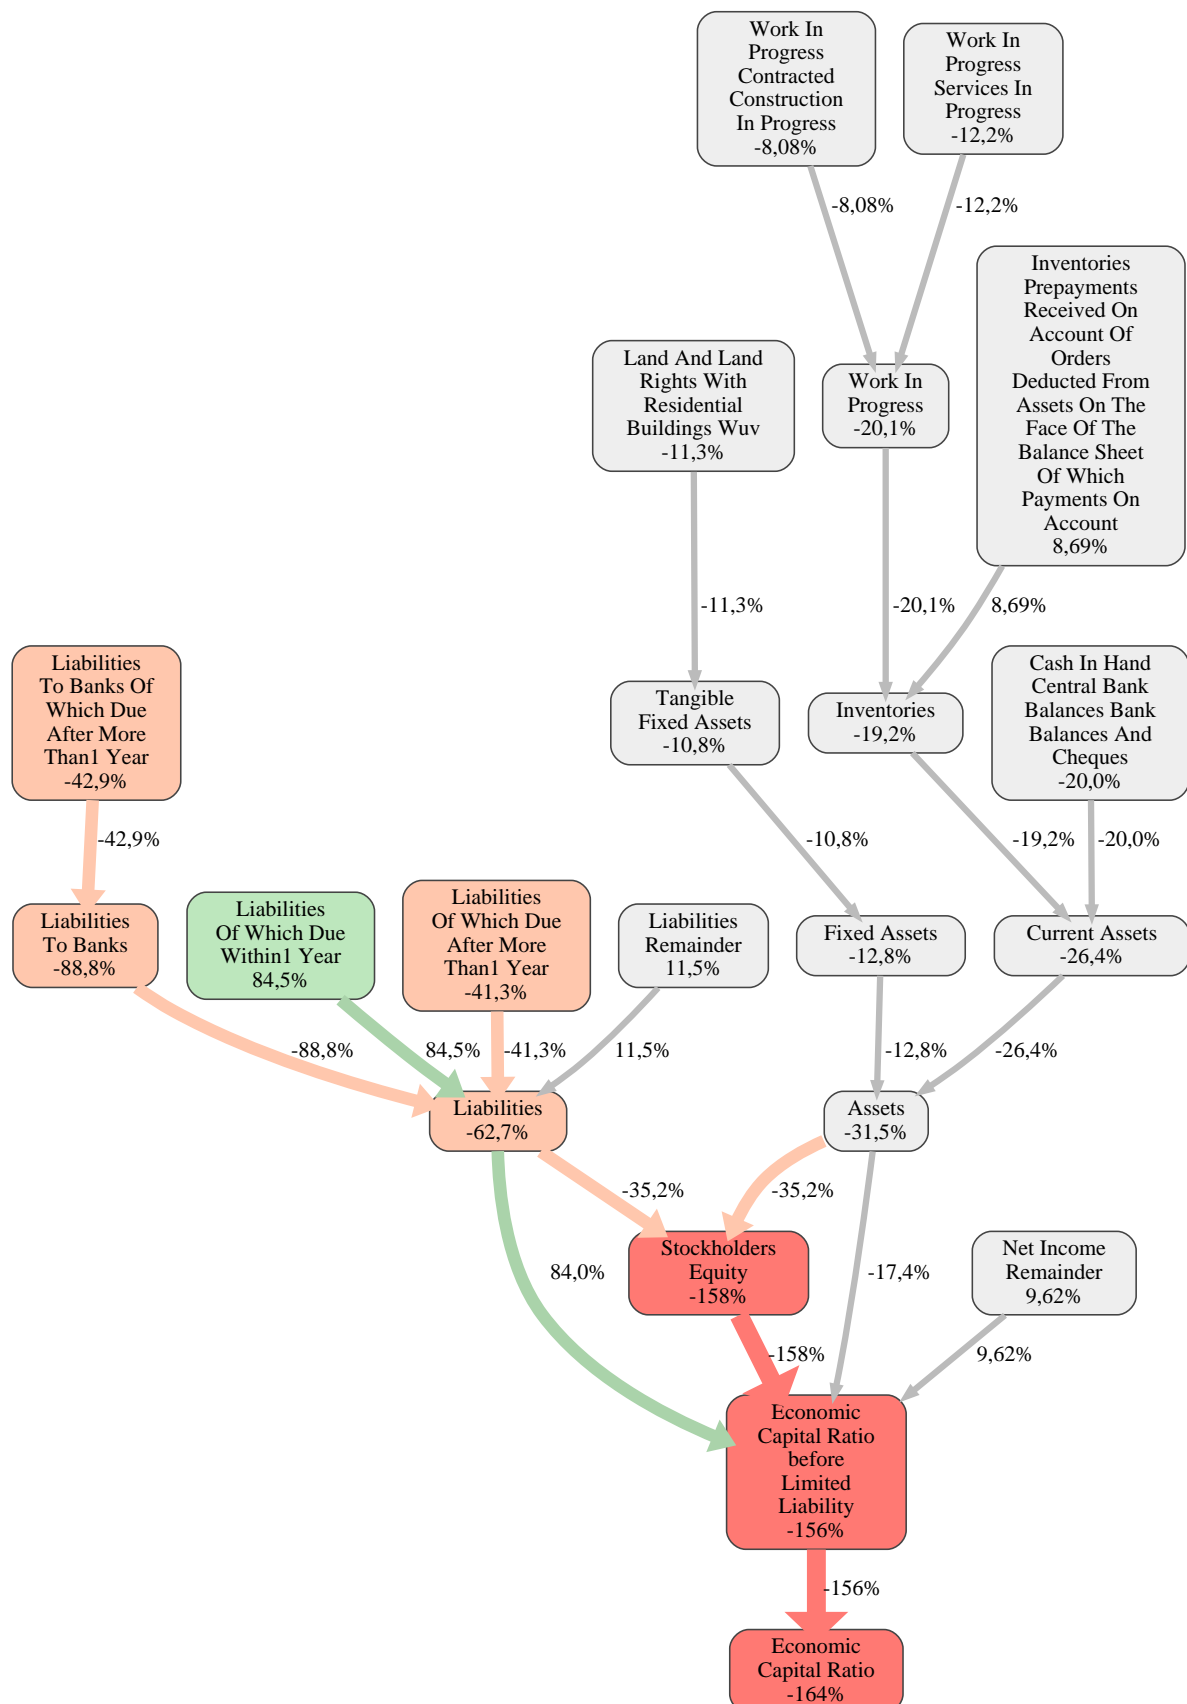 Work In
Progress
Contracted
Construction
In Progress
-8,08%
Work In
Progress
Services In
Progress
-12,2%
-8,08%
-12,2%
Inventories
Prepayments
Received On
Account Of
Orders
Deducted From
Assets On The
Face Of The
Balance Sheet
Of Which
Payments On
Account
8,69%
Land And Land
Rights With
Residential
Buildings Wuv
-11,3%
Work In
Progress
-20,1%
-11,3%
-20,1%
8,69%
Liabilities
To Banks Of
Which Due
After More
Than1 Year
-42,9%
Tangible
Fixed Assets
-10,8%
Inventories
-19,2%
Cash In Hand
Central Bank
Balances Bank
Balances And
Cheques
-20,0%
-42,9%
-10,8%
-19,2%
-20,0%
Liabilities
To Banks
-88,8%
Liabilities
Of Which Due
Within1 Year
84,5%
Liabilities
Of Which Due
After More
Than1 Year
-41,3%
Liabilities
Remainder
11,5%
Fixed Assets
-12,8%
Current Assets
-26,4%
-88,8%
84,5%
-41,3%
11,5%
-12,8%
-26,4%
Liabilities
-62,7%
Assets
-31,5%
-35,2%
-35,2%
Stockholders
Equity
-158%
Net Income
Remainder
9,62%
84,0%
-17,4%
-158%
9,62%
Economic
Capital Ratio
before
Limited
Liability
-156%
-156%
Economic
Capital Ratio
-164%